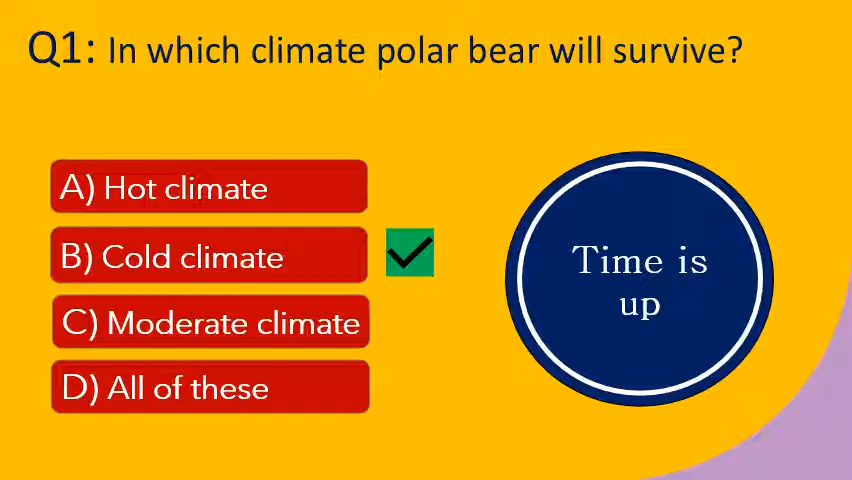 Q1: In which climate polar bear will survive?
A) Hot climate
B) Cold climate
C) Moderate climate
D) All of these
Time is
up